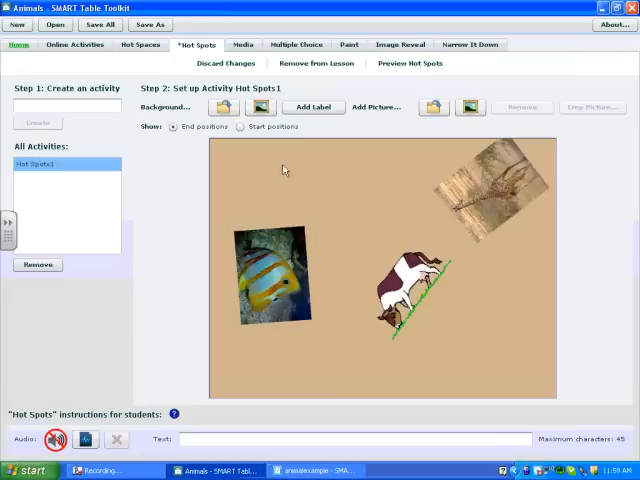 Animals - SMART Table Toolkit
New Open Save All Save As About...
Home Online Activities Hot Spaces *Hot Spots Media Multiple Choice Paint Image Reveal Narrow It Down
Discard Changes Remove from Lesson Preview Hot Spots
Step 1: Create an activity Step 2: Set up Activity Hot Spots1
Background... Add Label Add Picture... Remove Crop Picture...
Create
Show: End positions Start positions
All Activities:
Hot Spots1
Remove
"Hot Spots" instructions for students: ?
Audio: Text: Maximum characters: 45
start Recording... Animals - SMART Tabl... animalexample - SMA... 11:59 AM